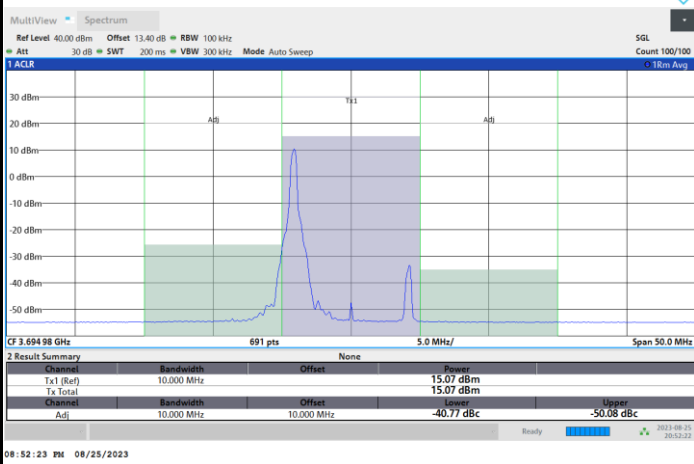 MultiView Spectrum
Ref Level 40.00 dBm Offset 13.40 dB RBW 100 kHz SGL
Att 30 dB SWT 200 ms VBW 300 kHz Mode Auto Sweep Count 100/100
1 ACLR 1Rm Avg
30 dBm
Tx1
20 dBm
Adj Adj
10 dBm
0 dBm
-10 dBm
-20 dBm
-30 dBm
-40 dBm
-50 dBm
CF 3.694 98 GHz 691 pts 5.0 MHz/ Span 50.0 MHz
2 Result Summary None
Channel Bandwidth Offset Power
Tx1 (Ref) 10.000 MHz 15.07 dBm
Tx Total 15.07 dBm
Channel Bandwidth Offset Lower Upper
Adj 10.000 MHz 10.000 MHz -40.77 dBc -50.08 dBc
Ready 2023-08-25
20:52:22
08:52:23 PM 08/25/2023